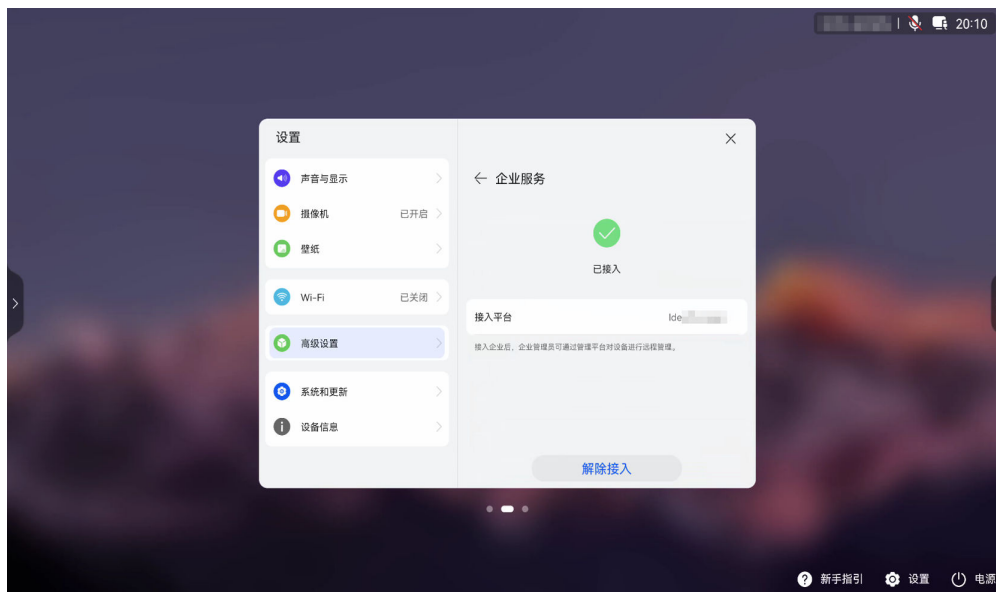 20:10
设置
声音与显示
摄像机 已开启
壁纸
Wi-Fi 已关闭
高级设置
系统和更新
设备信息
企业服务
已接入
接入平台 Ide
接入企业后，企业管理员可通过管理平台对设备进行远程管理。
解除接入
新手指引 设置 电源